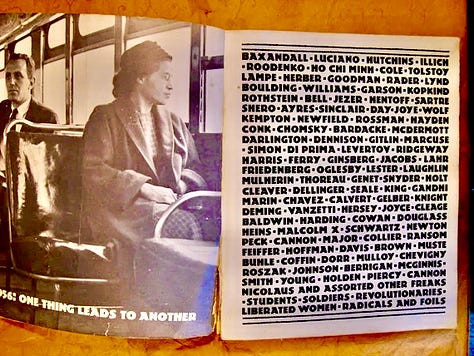 956: ONE THING LEADS TO ANOTHER
BAXANDALL·LUCIANO·HUTCHINS·ILLICH
·ROODENKO·HO CHI MINH·COLE·TOLSTOY
LAMPE·HERBER·GOODMAN·RADER·LYND
BOULDING·WILLIAMS·GARSON·KOPKIND
ROTHSTEIN·BELL·JEZER·HENTOFF·SARTRE
SHERO·AYRES·SINCLAIR·DAY·JOYE·WOLF
KEMPTON·NEWFIELD·ROSSMAN·HAYDEN
CONK·CHOMSKY·BARDACKE·MCDERMOTT
DARLINGTON·DENNISON·GITLIN·MARCUSE
·SIMON·DI PRIMA·LEVERTOV·RIDGEWAY
HARRIS·FERRY·GINSBERG·JACOBS·LAHR
FRIEDENBERG·OGLESBY·LESTER·LAUGHLIN
MULHERIN·THOREAU·GENET·SNYDER·HOLT
CLEAVER·DELLINGER·SEALE·KING·GANDHI
MARIN·CHAVEZ·CALVERT·GELBER·KNIGHT
DEMING·VANZETTI·HERSEY·JOYCE·CLEAGE
BALDWIN·HARDING·COWAN·DOUGLASS
HEINS·MALCOLM X·SCHWARTZ·NEWTON
PECK·CANNON·MAJOR·COLLIER·RANSOM
FEIFFER·HOFFMAN·DAVIS·BROWN·MUSTE
BUHLE·COFFIN·DORR·MULLOY·CHEVIGNY
ROSZAK·JOHNSON·BERRIGAN·MCGINNIS·
SMITH·YOUNG·HOLDEN·PIERCY·CANNON
NICOLAUS AND ASSORTED OTHER FREAKS
·STUDENTS·SOLDIERS·REVOLUTIONARIES·
LIBERATED WOMEN·RADICALS AND FOILS